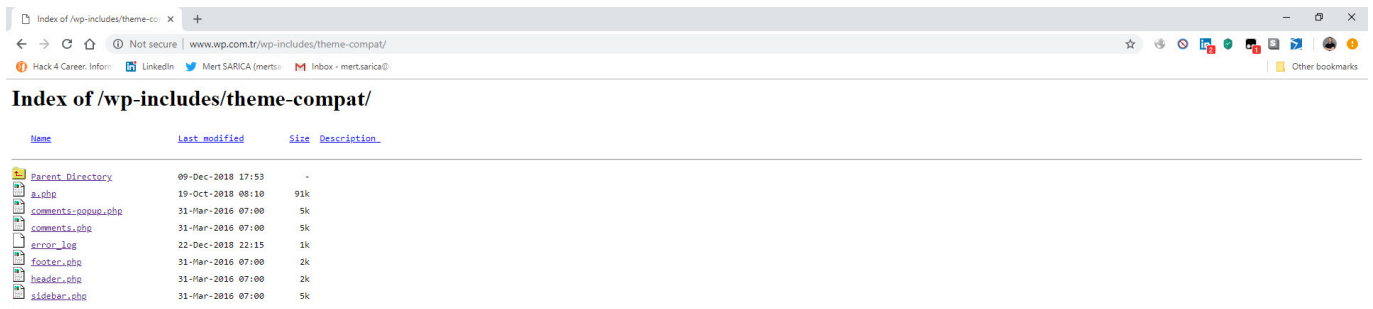 Index of /wp-includes/theme-co
Not secure | www.wp.com.tr/wp-includes/theme-compat/
Hack 4 Career. Inform LinkedIn Mert SARICA (mertsa Inbox - mert.sarica@ Other bookmarks
Index of /wp-includes/theme-compat/
Name Last modified Size Description
Parent Directory 09-Dec-2018 17:53 -
a.php 19-Oct-2018 08:10 91k
comments-popup.php 31-Mar-2016 07:00 5k
comments.php 31-Mar-2016 07:00 5k
error_log 22-Dec-2018 22:15 1k
footer.php 31-Mar-2016 07:00 2k
header.php 31-Mar-2016 07:00 2k
sidebar.php 31-Mar-2016 07:00 5k